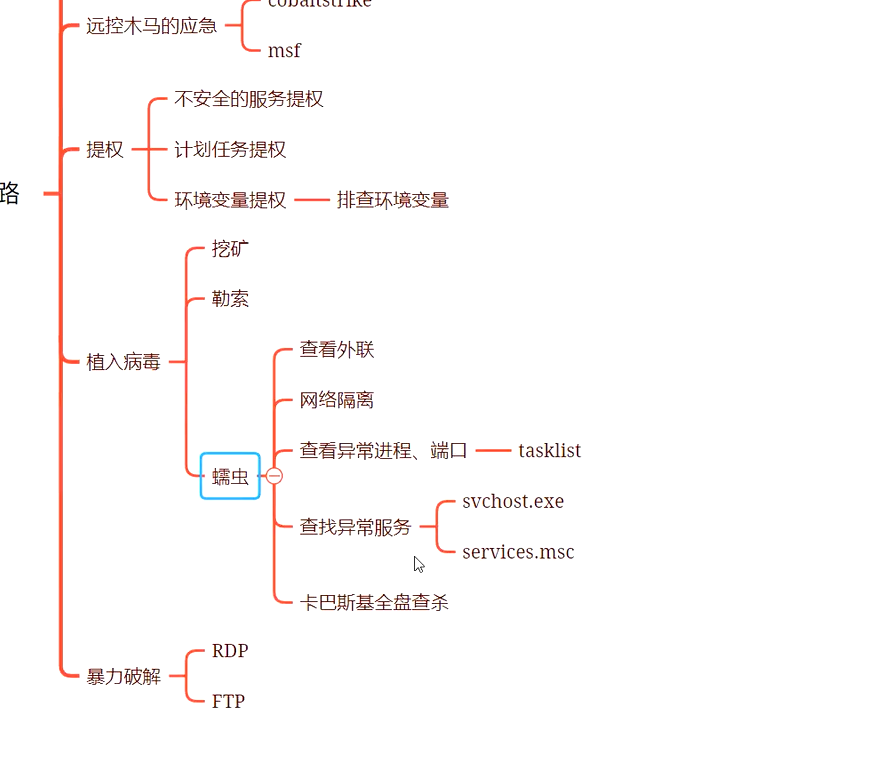 cobaltstrike
远控木马的应急
msf
不安全的服务提权
提权
计划任务提权
路
环境变量提权
排查环境变量
挖矿
勒索
查看外联
植入病毒
网络隔离
查看异常进程、端口
tasklist
蠕虫
svchost.exe
查找异常服务
services.msc
卡巴斯基全盘查杀
RDP
暴力破解
FTP